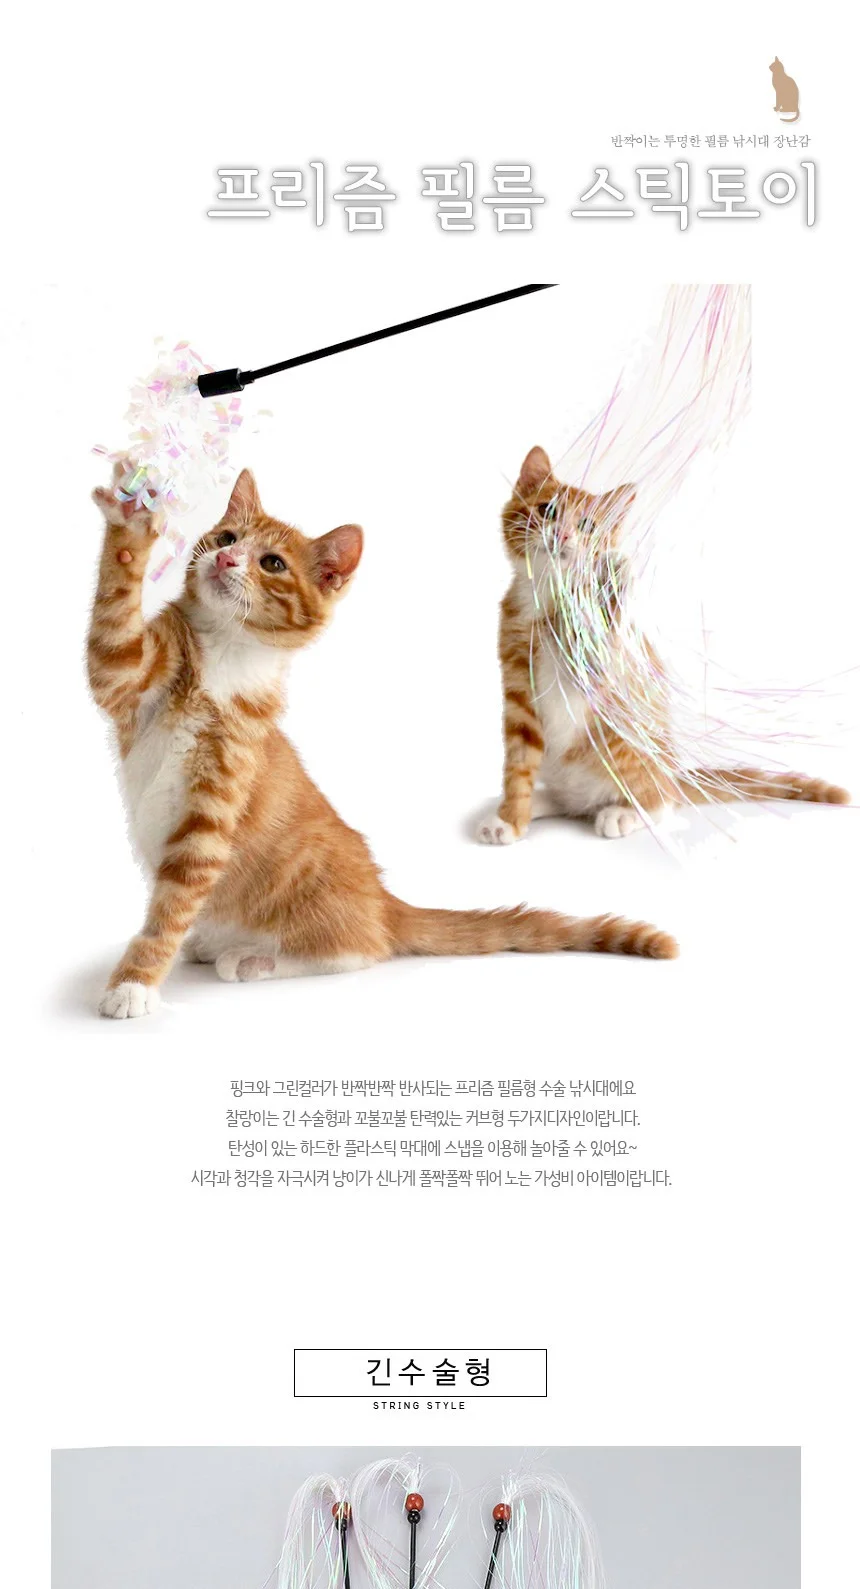 반짝이는 투명한 필름 낚시대 장난감
프리즘 필름 스틱토이
핑크와 그린컬러가 반짝반짝 반사되는 프리즘 필름형 수술 낚시대에요
찰랑이는 긴 수술형과 꼬불꼬불 탄력있는 커브형 두가지디자인이랍니다.
탄성이 있는 하드한 플라스틱 막대에 스냅을 이용해 놀아줄 수 있어요~
시각과 청각을 자극시켜 냥이가 신나게 폴짝폴짝 뛰어 노는 가성비 아이템이랍니다.
긴수술형
STRING STYLE